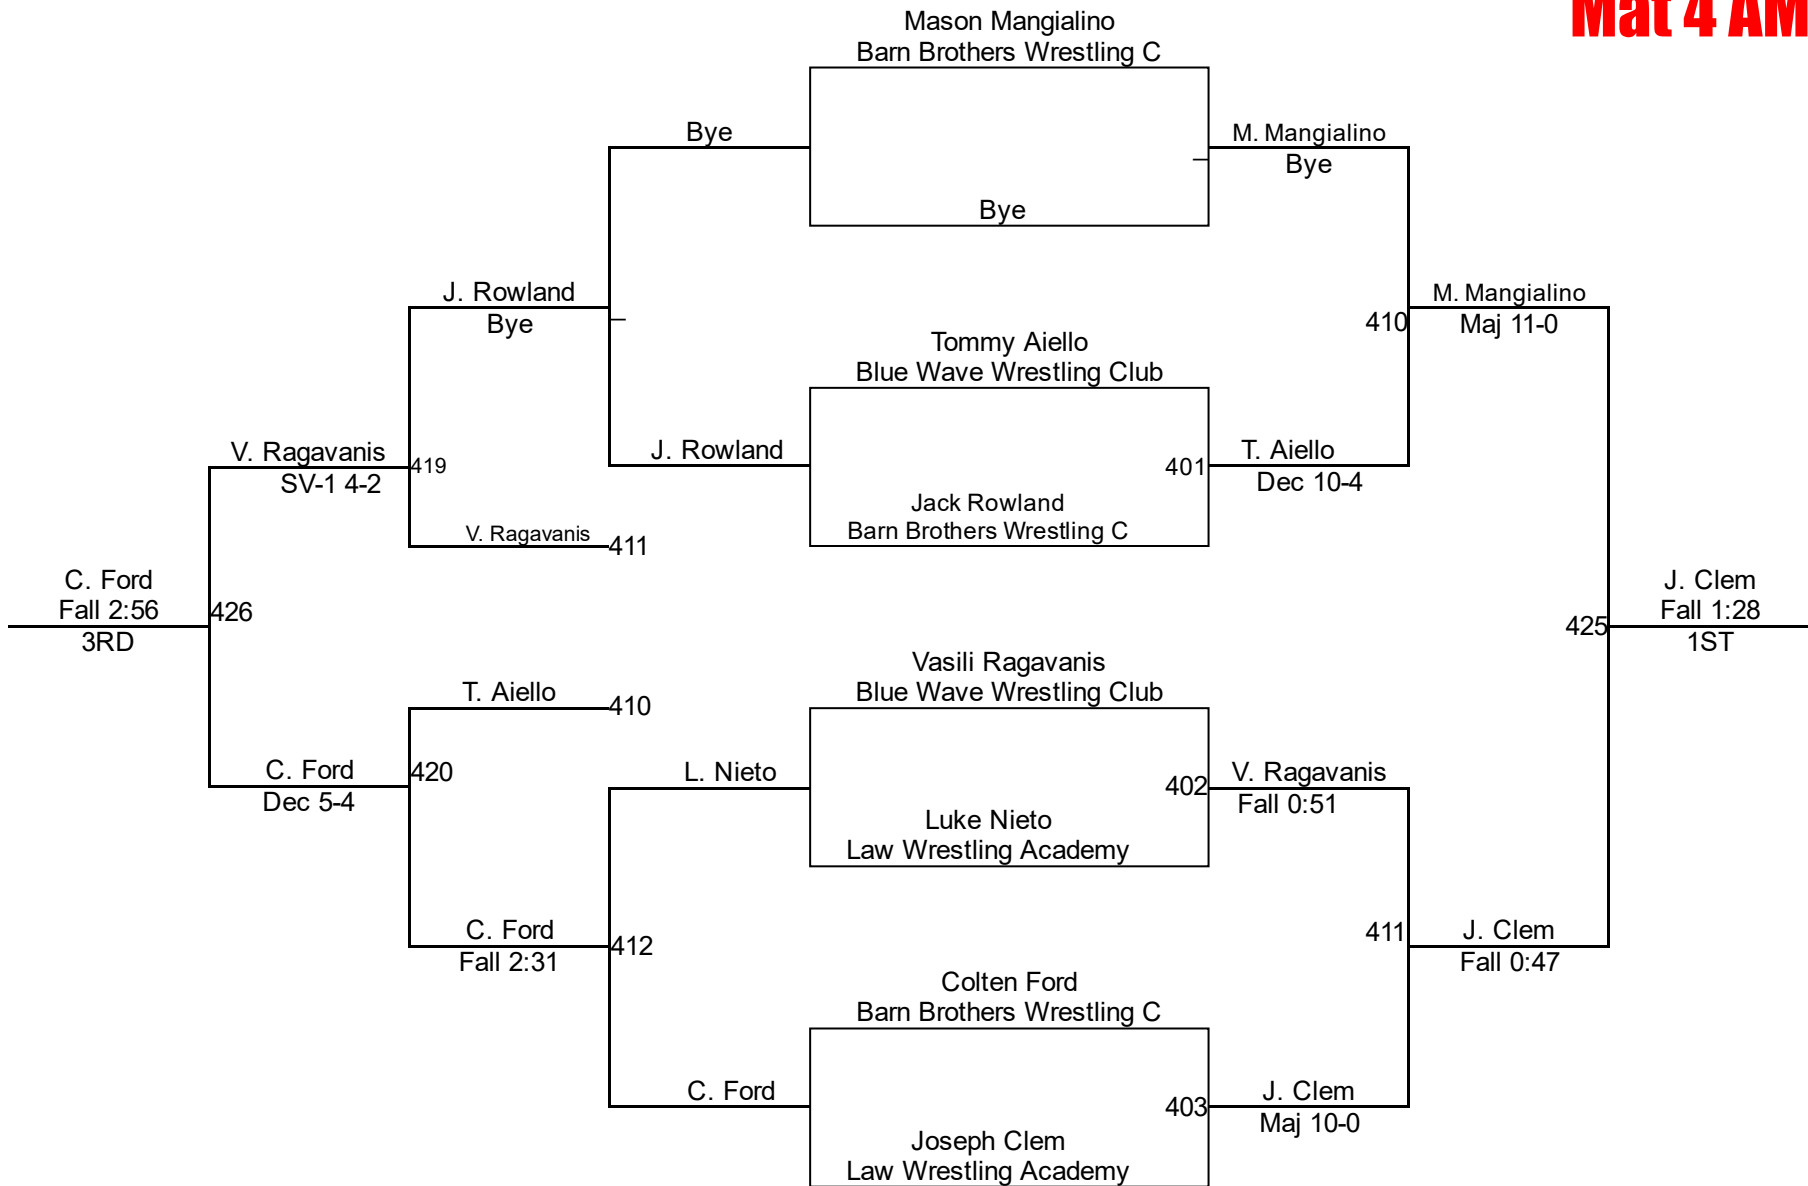 Mat 4 AM
Mason Mangialino
Barn Brothers Wrestling C
Bye
M. Mangialino
Bye
Bye
J. Rowland
Bye
M. Mangialino
410
Maj 11-0
Tommy Aiello
Blue Wave Wrestling Club
V. Ragavanis
419
SV-1 4-2
J. Rowland
401
T. Aiello
Dec 10-4
Jack Rowland
Barn Brothers Wrestling C
V. Ragavanis
411
C. Ford
Fall 2:56
426
3RD
J. Clem
Fall 1:28
425
1ST
Vasili Ragavanis
Blue Wave Wrestling Club
T. Aiello
410
C. Ford
420
Dec 5-4
L. Nieto
402
V. Ragavanis
Fall 0:51
Luke Nieto
Law Wrestling Academy
C. Ford
412
Fall 2:31
411
J. Clem
Fall 0:47
Colten Ford
Barn Brothers Wrestling C
C. Ford
403
J. Clem
Maj 10-0
Joseph Clem
Law Wrestling Academy